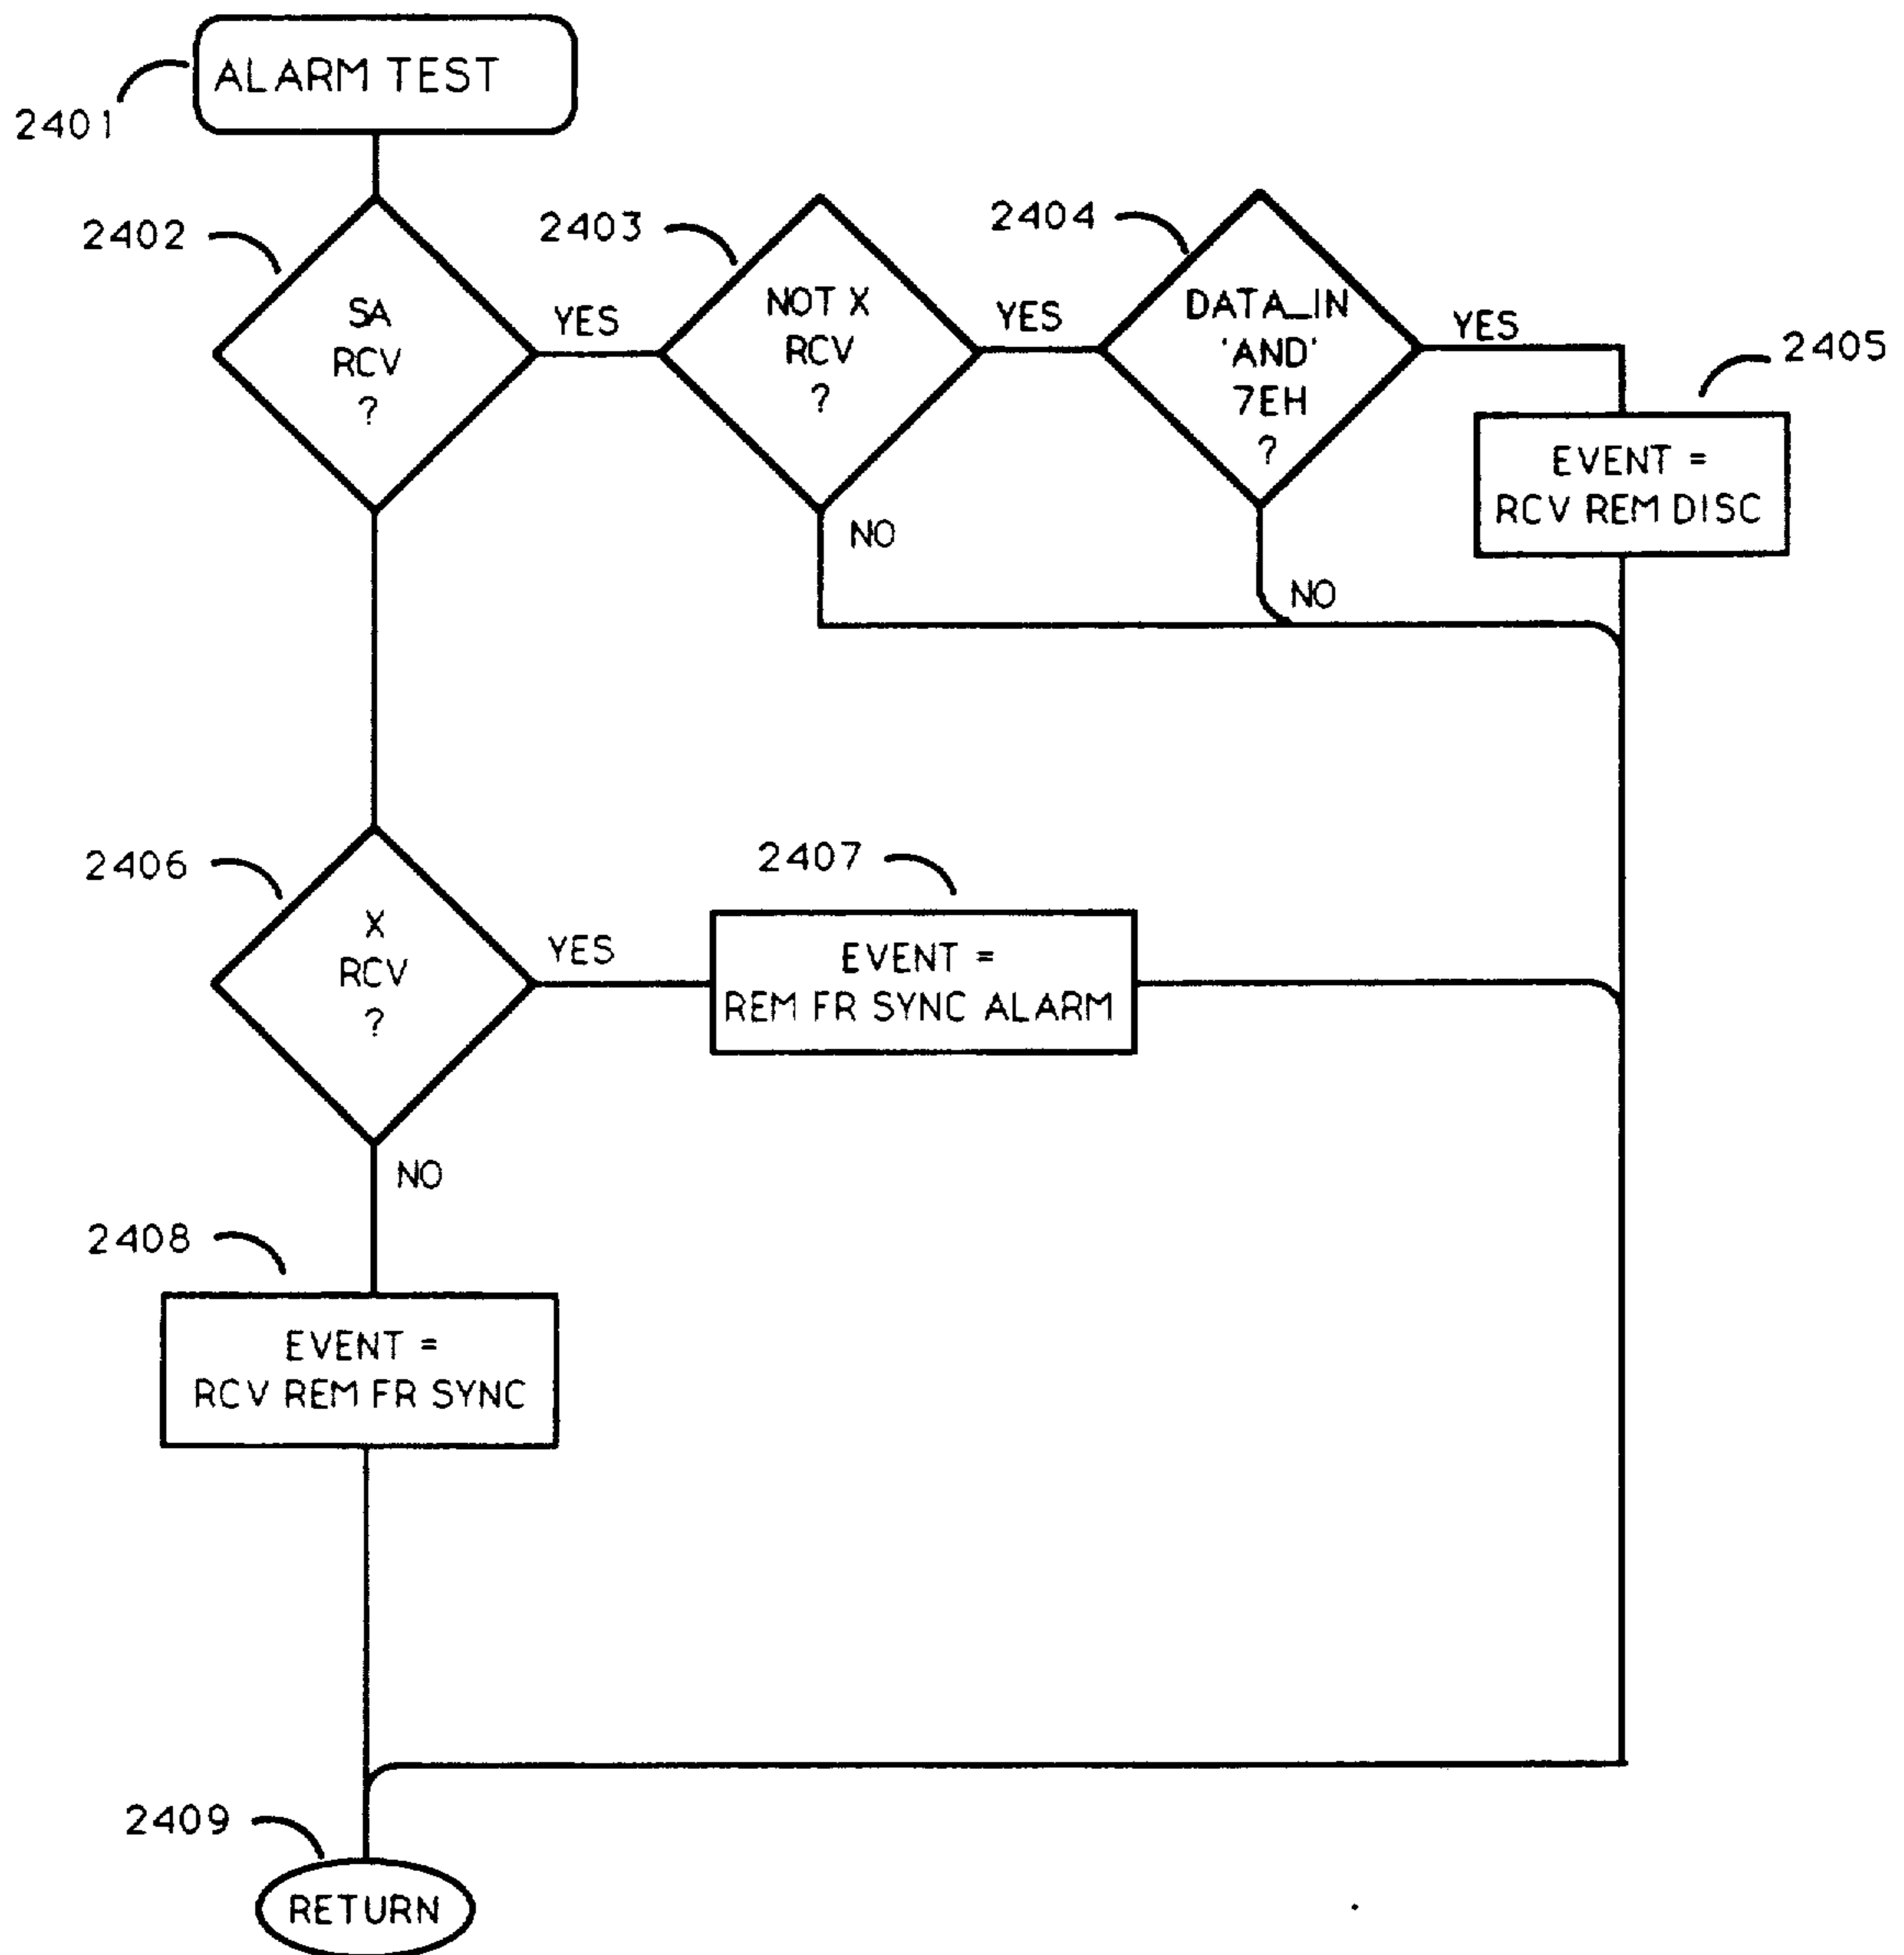 ALARM TEST
2401
2402
SA
RCV
?
YES
2403
NOT X
RCV
?
YES
NO
2404
DATA_IN
'AND'
7EH
?
YES
NO
2405
EVENT =
RCV REM DISC
2406
X
RCV
?
YES
NO
2407
EVENT =
REM FR SYNC ALARM
2408
EVENT =
RCV REM FR SYNC
2409
RETURN